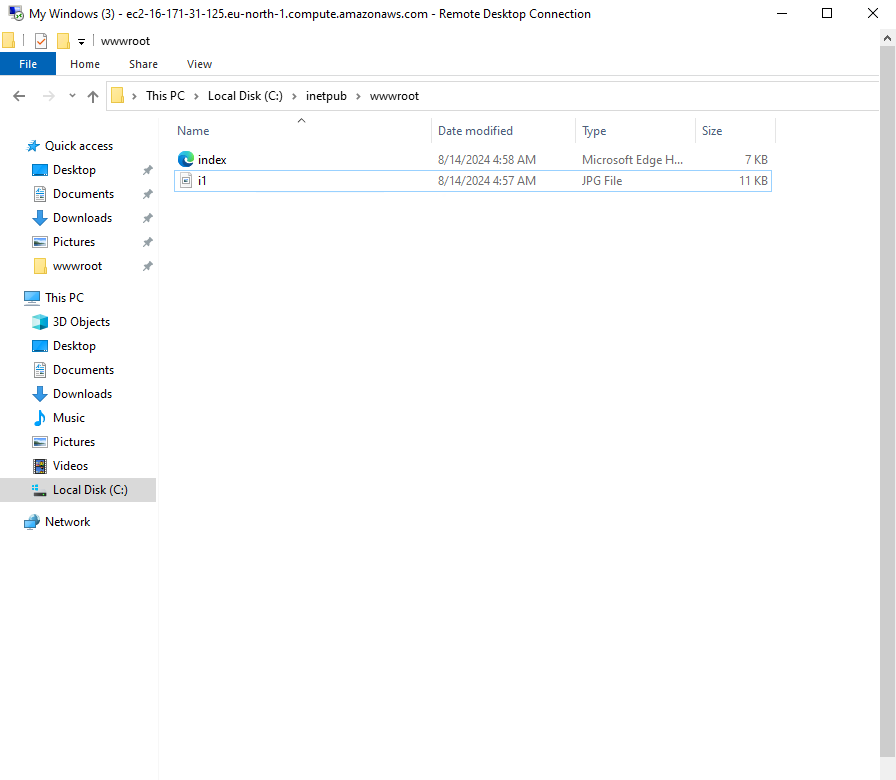 My Windows (3) - ec2-16-171-31-125.eu-north-1.compute.amazonaws.com - Remote Desktop Connection
wwwroot
File Home Share View
This PC > Local Disk (C:) > inetpub > wwwroot
Name Date modified Type Size
index 8/14/2024 4:58 AM Microsoft Edge H... 7 KB
i1 8/14/2024 4:57 AM JPG File 11 KB
Quick access
Desktop
Documents
Downloads
Pictures
wwwroot
This PC
3D Objects
Desktop
Documents
Downloads
Music
Pictures
Videos
Local Disk (C:)
Network